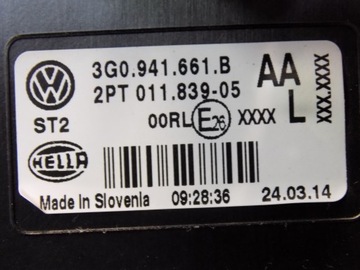 3G0.941.661.B AA
2PT 011.839-05 L XXX.XXXX
ST2 00RL E26 XXXX
HELLA
Made in Slovenia 09:28:36 24.03.14